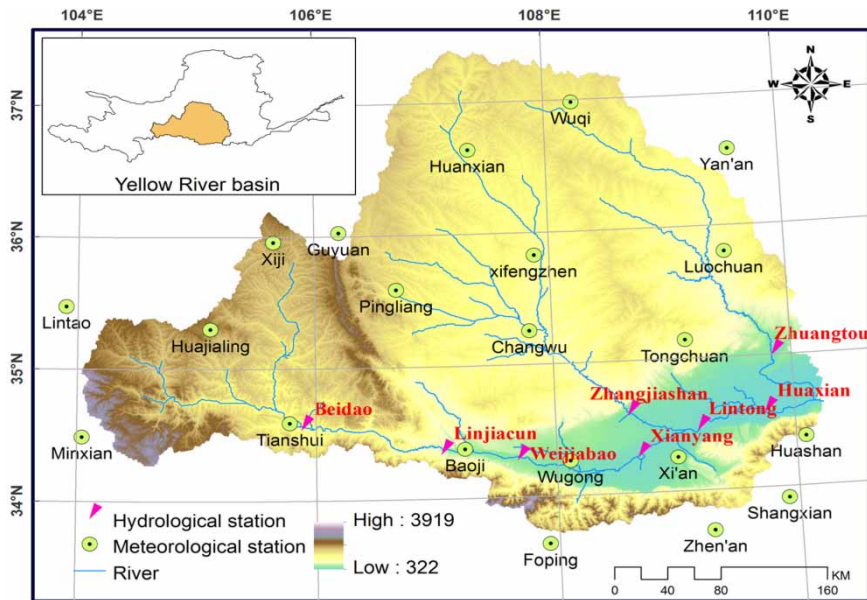 104°E
106°E
108°E
110°E
37°N
36°N
35°N
34°N
Yellow River basin
N
W
E
S
Wuqi
Huanxian
Yan'an
Guyuan
Xiji
xifengzhen
Luochuan
Pingliang
Lintao
Huajialing
Changwu
Tongchuan
Zhuangtou
Beidao
Zhangjiashan
Huaxian
Lintong
Tianshui
Linjiacun
Xianyang
Weijiabao
Minxian
Baoji
Wugong
Xi'an
Huashan
Shangxian
Foping
Zhen'an
Hydrological station
Meteorological station
River
High : 3919
Low : 322
KM
0 20 40 80 120 160